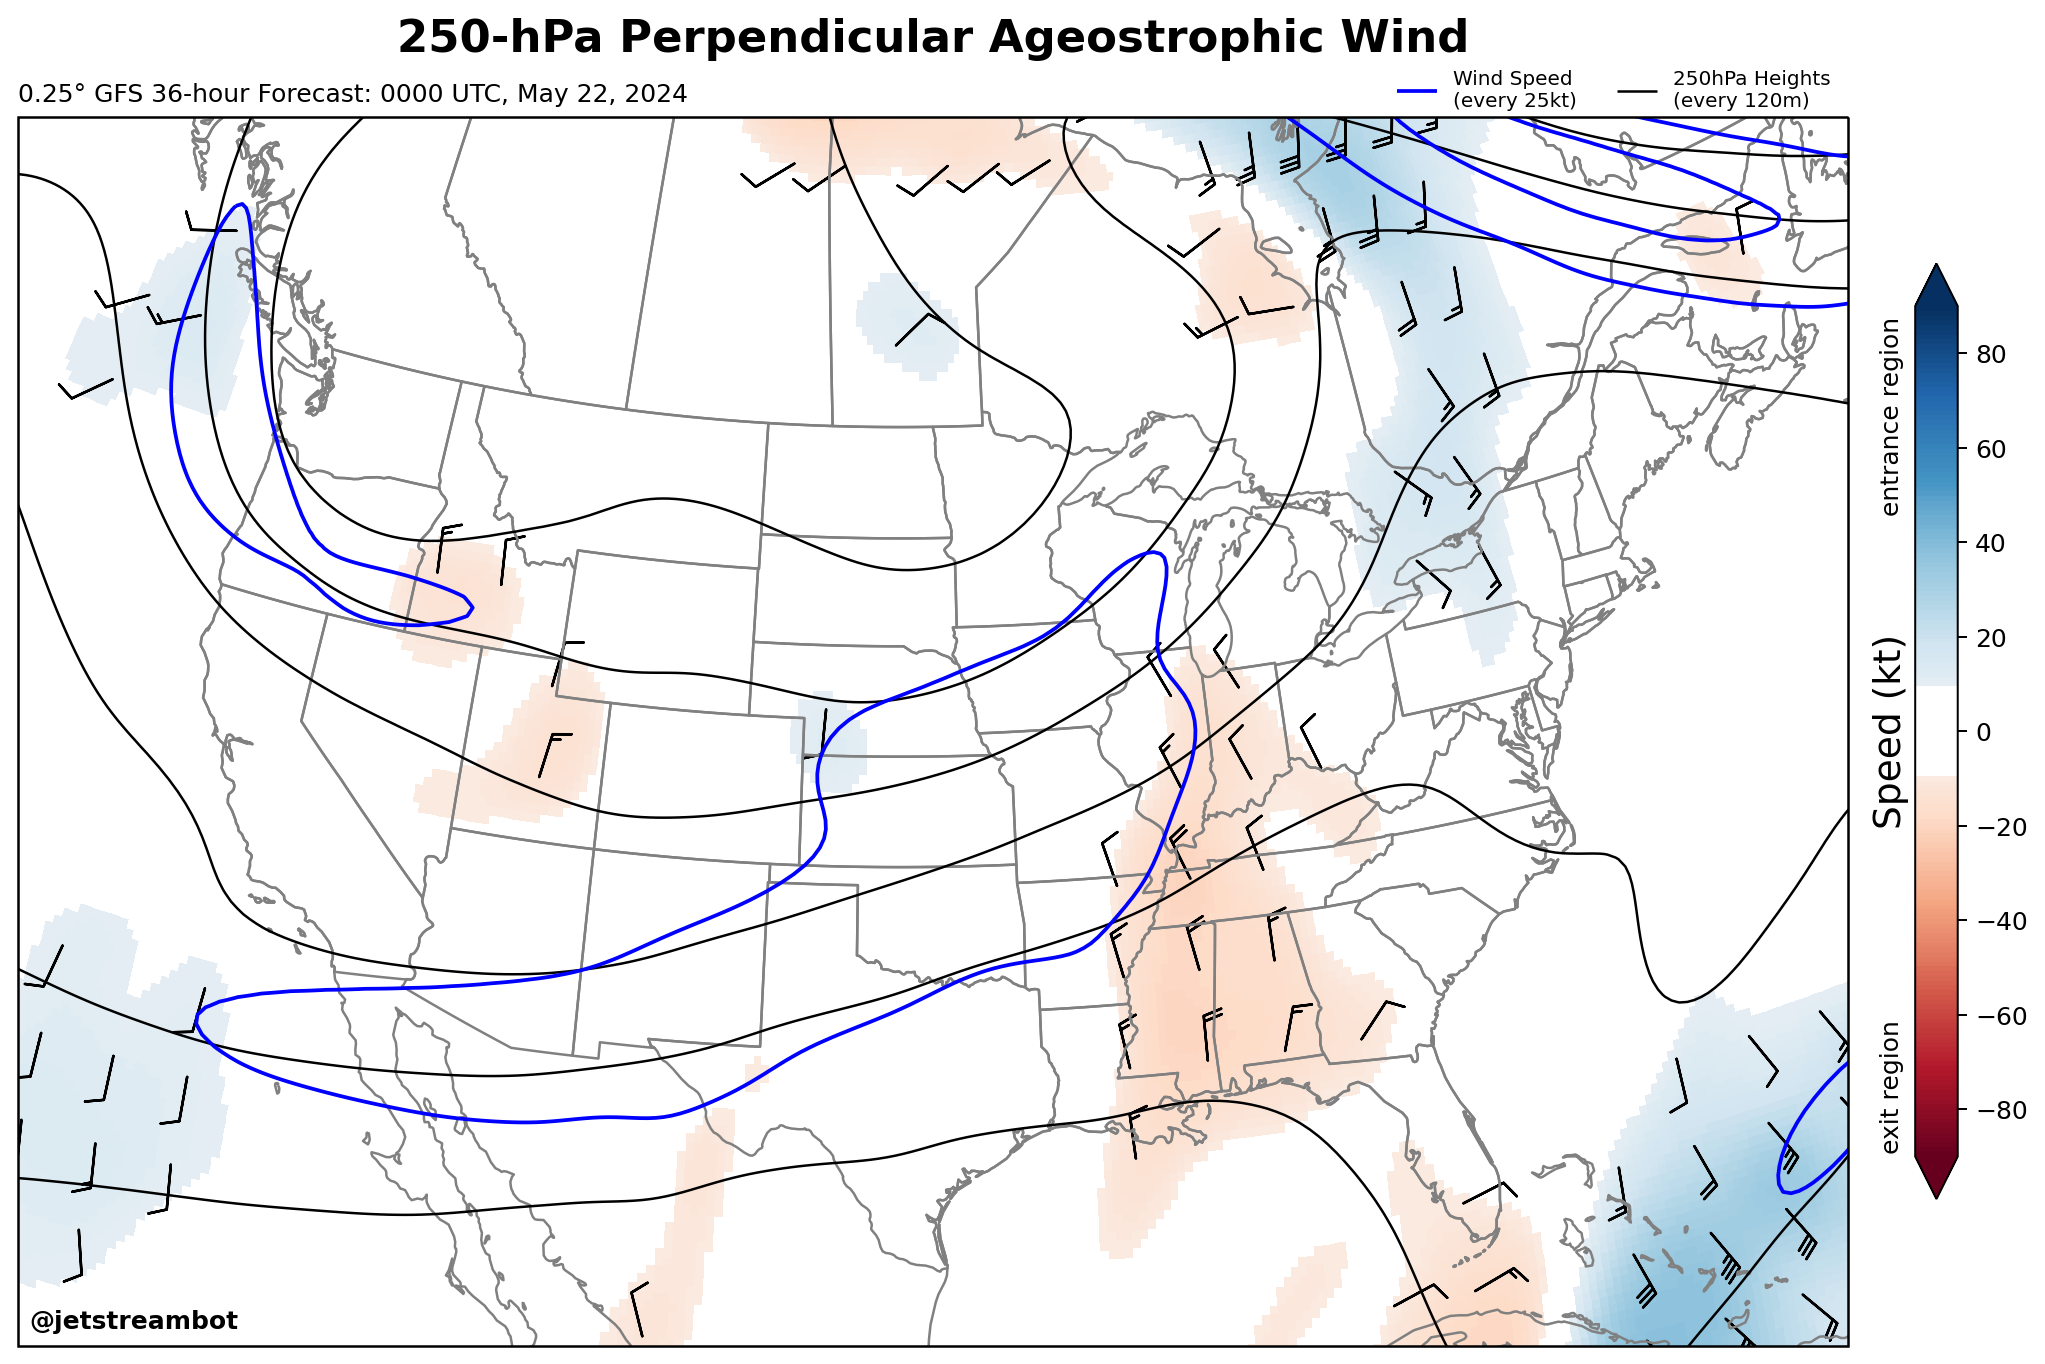 250-hPa Perpendicular Ageostrophic Wind
0.25° GFS 36-hour Forecast: 0000 UTC, May 22, 2024
Wind Speed
(every 25kt)
250hPa Heights
(every 120m)
80
60
40
20
0
−20
−40
−60
−80
entrance region
Speed (kt)
exit region
@jetstreambot